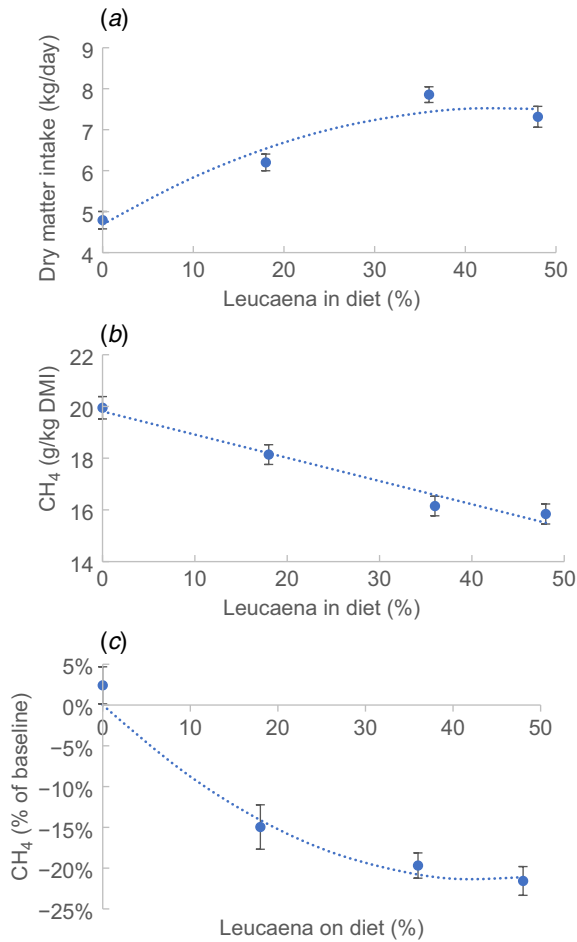 (a)
9
8
7
6
5
4
Dry matter intake (kg/day)
0 10 20 30 40 50
Leucaena in diet (%)
(b)
22
20
18
16
14
CH4 (g/kg DMI)
0 10 20 30 40 50
Leucaena in diet (%)
(c)
5%
0%
−5%
−10%
−15%
−20%
−25%
CH4 (% of baseline)
0 10 20 30 40 50
Leucaena on diet (%)